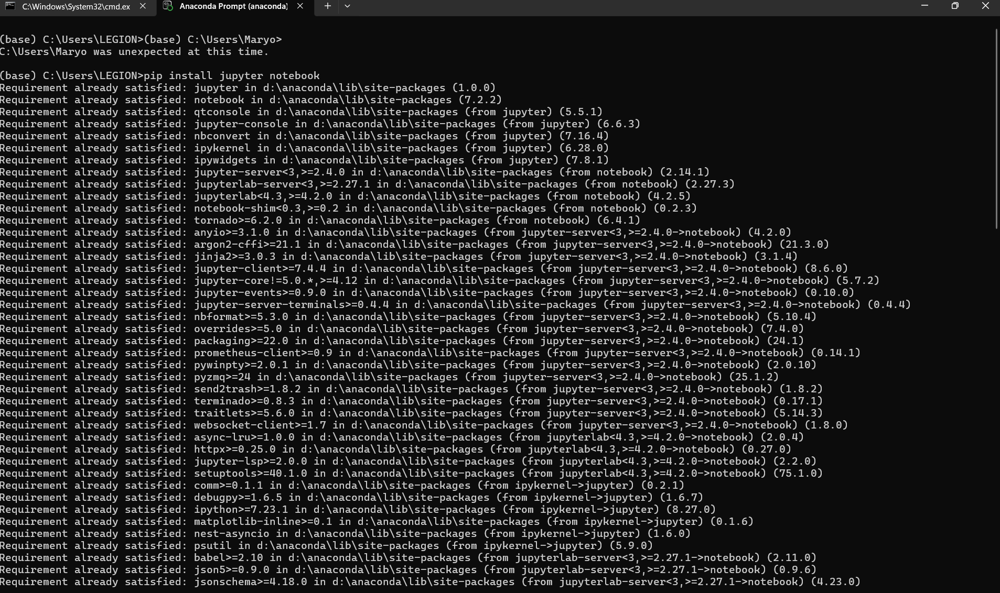 C:\Windows\System32\cmd.ex
Anaconda Prompt (anaconda)
(base) C:\Users\LEGION>(base) C:\Users\Maryo>
C:\Users\Maryo was unexpected at this time.
(base) C:\Users\LEGION>pip install jupyter notebook
Requirement already satisfied: jupyter in d:\anaconda\lib\site-packages (1.0.0)
Requirement already satisfied: notebook in d:\anaconda\lib\site-packages (7.2.2)
Requirement already satisfied: qtconsole in d:\anaconda\lib\site-packages (from jupyter) (5.5.1)
Requirement already satisfied: jupyter-console in d:\anaconda\lib\site-packages (from jupyter) (6.6.3)
Requirement already satisfied: nbconvert in d:\anaconda\lib\site-packages (from jupyter) (7.16.4)
Requirement already satisfied: ipykernel in d:\anaconda\lib\site-packages (from jupyter) (6.28.0)
Requirement already satisfied: ipywidgets in d:\anaconda\lib\site-packages (from jupyter) (7.8.1)
Requirement already satisfied: jupyter-server<3,>=2.4.0 in d:\anaconda\lib\site-packages (from notebook) (2.14.1)
Requirement already satisfied: jupyterlab-server<3,>=2.27.1 in d:\anaconda\lib\site-packages (from notebook) (2.27.3)
Requirement already satisfied: jupyterlab<4.3,>=4.2.0 in d:\anaconda\lib\site-packages (from notebook) (4.2.5)
Requirement already satisfied: notebook-shim<0.3,>=0.2 in d:\anaconda\lib\site-packages (from notebook) (0.2.3)
Requirement already satisfied: tornado>=6.2.0 in d:\anaconda\lib\site-packages (from notebook) (6.4.1)
Requirement already satisfied: anyio>=3.1.0 in d:\anaconda\lib\site-packages (from jupyter-server<3,>=2.4.0->notebook) (4.2.0)
Requirement already satisfied: argon2-cffi>=21.1 in d:\anaconda\lib\site-packages (from jupyter-server<3,>=2.4.0->notebook) (21.3.0)
Requirement already satisfied: jinja2>=3.0.3 in d:\anaconda\lib\site-packages (from jupyter-server<3,>=2.4.0->notebook) (3.1.4)
Requirement already satisfied: jupyter-client>=7.4.4 in d:\anaconda\lib\site-packages (from jupyter-server<3,>=2.4.0->notebook) (8.6.0)
Requirement already satisfied: jupyter-core!=5.0.*,>=4.12 in d:\anaconda\lib\site-packages (from jupyter-server<3,>=2.4.0->notebook) (5.7.2)
Requirement already satisfied: jupyter-events>=0.9.0 in d:\anaconda\lib\site-packages (from jupyter-server<3,>=2.4.0->notebook) (0.10.0)
Requirement already satisfied: jupyter-server-terminals>=0.4.4 in d:\anaconda\lib\site-packages (from jupyter-server<3,>=2.4.0->notebook) (0.4.4)
Requirement already satisfied: nbformat>=5.3.0 in d:\anaconda\lib\site-packages (from jupyter-server<3,>=2.4.0->notebook) (5.10.4)
Requirement already satisfied: overrides>=5.0 in d:\anaconda\lib\site-packages (from jupyter-server<3,>=2.4.0->notebook) (7.4.0)
Requirement already satisfied: packaging>=22.0 in d:\anaconda\lib\site-packages (from jupyter-server<3,>=2.4.0->notebook) (24.1)
Requirement already satisfied: prometheus-client>=0.9 in d:\anaconda\lib\site-packages (from jupyter-server<3,>=2.4.0->notebook) (0.14.1)
Requirement already satisfied: pywinpty>=2.0.1 in d:\anaconda\lib\site-packages (from jupyter-server<3,>=2.4.0->notebook) (2.0.10)
Requirement already satisfied: pyzmq>=24 in d:\anaconda\lib\site-packages (from jupyter-server<3,>=2.4.0->notebook) (25.1.2)
Requirement already satisfied: send2trash>=1.8.2 in d:\anaconda\lib\site-packages (from jupyter-server<3,>=2.4.0->notebook) (1.8.2)
Requirement already satisfied: terminado>=0.8.3 in d:\anaconda\lib\site-packages (from jupyter-server<3,>=2.4.0->notebook) (0.17.1)
Requirement already satisfied: traitlets>=5.6.0 in d:\anaconda\lib\site-packages (from jupyter-server<3,>=2.4.0->notebook) (5.14.3)
Requirement already satisfied: websocket-client>=1.7 in d:\anaconda\lib\site-packages (from jupyter-server<3,>=2.4.0->notebook) (1.8.0)
Requirement already satisfied: async-lru>=1.0.0 in d:\anaconda\lib\site-packages (from jupyterlab<4.3,>=4.2.0->notebook) (2.0.4)
Requirement already satisfied: httpx>=0.25.0 in d:\anaconda\lib\site-packages (from jupyterlab<4.3,>=4.2.0->notebook) (0.27.0)
Requirement already satisfied: jupyter-lsp>=2.0.0 in d:\anaconda\lib\site-packages (from jupyterlab<4.3,>=4.2.0->notebook) (2.2.0)
Requirement already satisfied: setuptools>=40.1.0 in d:\anaconda\lib\site-packages (from jupyterlab<4.3,>=4.2.0->notebook) (75.1.0)
Requirement already satisfied: comm>=0.1.1 in d:\anaconda\lib\site-packages (from ipykernel->jupyter) (0.2.1)
Requirement already satisfied: debugpy>=1.6.5 in d:\anaconda\lib\site-packages (from ipykernel->jupyter) (1.6.7)
Requirement already satisfied: ipython>=7.23.1 in d:\anaconda\lib\site-packages (from ipykernel->jupyter) (8.27.0)
Requirement already satisfied: matplotlib-inline>=0.1 in d:\anaconda\lib\site-packages (from ipykernel->jupyter) (0.1.6)
Requirement already satisfied: nest-asyncio in d:\anaconda\lib\site-packages (from ipykernel->jupyter) (1.6.0)
Requirement already satisfied: psutil in d:\anaconda\lib\site-packages (from ipykernel->jupyter) (5.9.0)
Requirement already satisfied: babel>=2.10 in d:\anaconda\lib\site-packages (from jupyterlab-server<3,>=2.27.1->notebook) (2.11.0)
Requirement already satisfied: json5>=0.9.0 in d:\anaconda\lib\site-packages (from jupyterlab-server<3,>=2.27.1->notebook) (0.9.6)
Requirement already satisfied: jsonschema>=4.18.0 in d:\anaconda\lib\site-packages (from jupyterlab-server<3,>=2.27.1->notebook) (4.23.0)